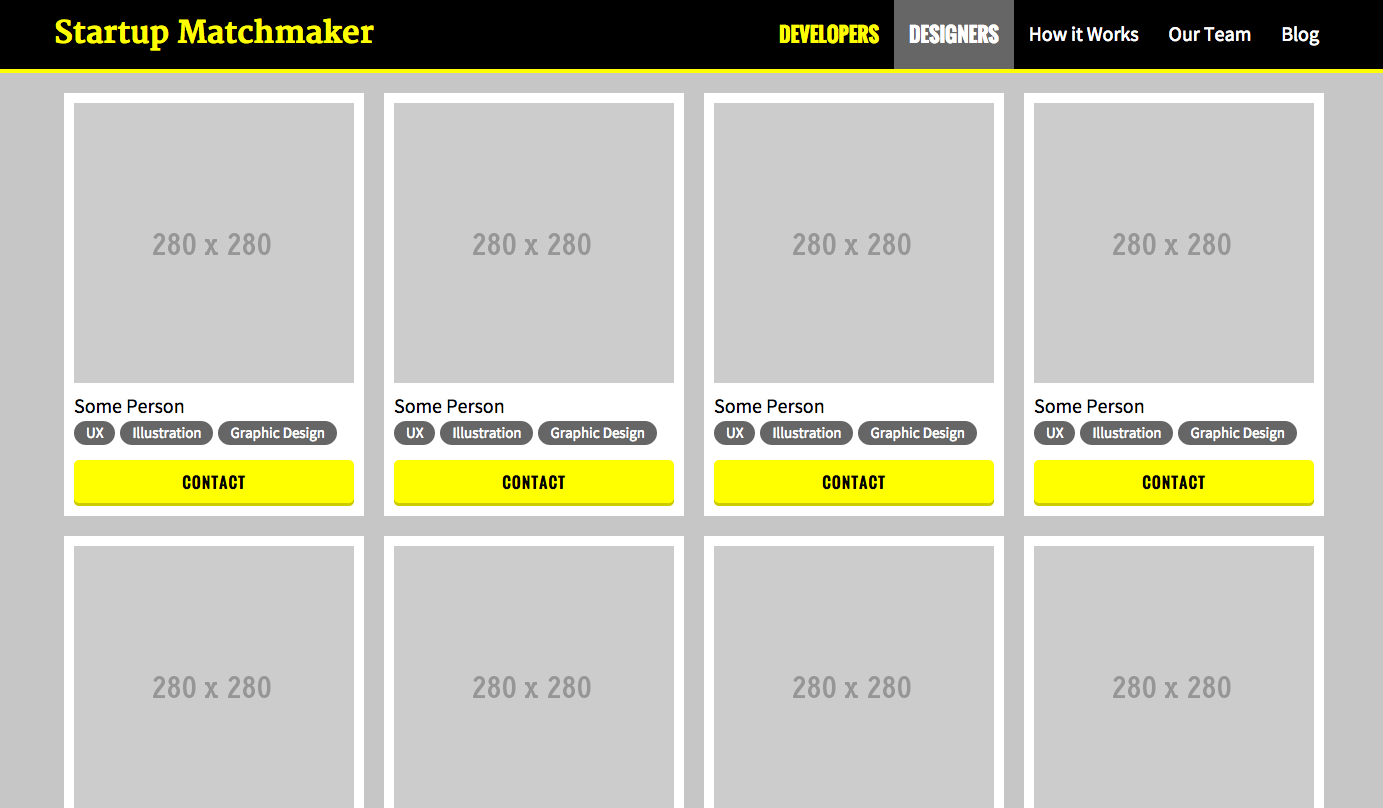 Startup Matchmaker DEVELOPERS DESIGNERS How it Works Our Team Blog
280 x 280 280 x 280 280 x 280 280 x 280
Some Person Some Person Some Person Some Person
UX Illustration Graphic Design UX Illustration Graphic Design UX Illustration Graphic Design UX Illustration Graphic Design
CONTACT CONTACT CONTACT CONTACT
280 x 280 280 x 280 280 x 280 280 x 280